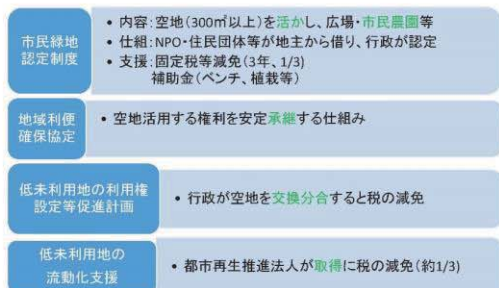 市民緑地
認定制度
• 内容:空地(300㎡以上)を活かし、広場・市民農園等
• 仕組:NPO・住民団体等が地主から借り、行政が認定
• 支援:固定税等減免(3年、1/3)
補助金(ベンチ、植栽等)
地域利便
確保協定
• 空地活用する権利を安定承継する仕組み
低未利用地の利用権
設定等促進計画
• 行政が空地を交換分合すると税の減免
低未利用地の
流動化支援
• 都市再生推進法人が取得に税の減免(約1/3)